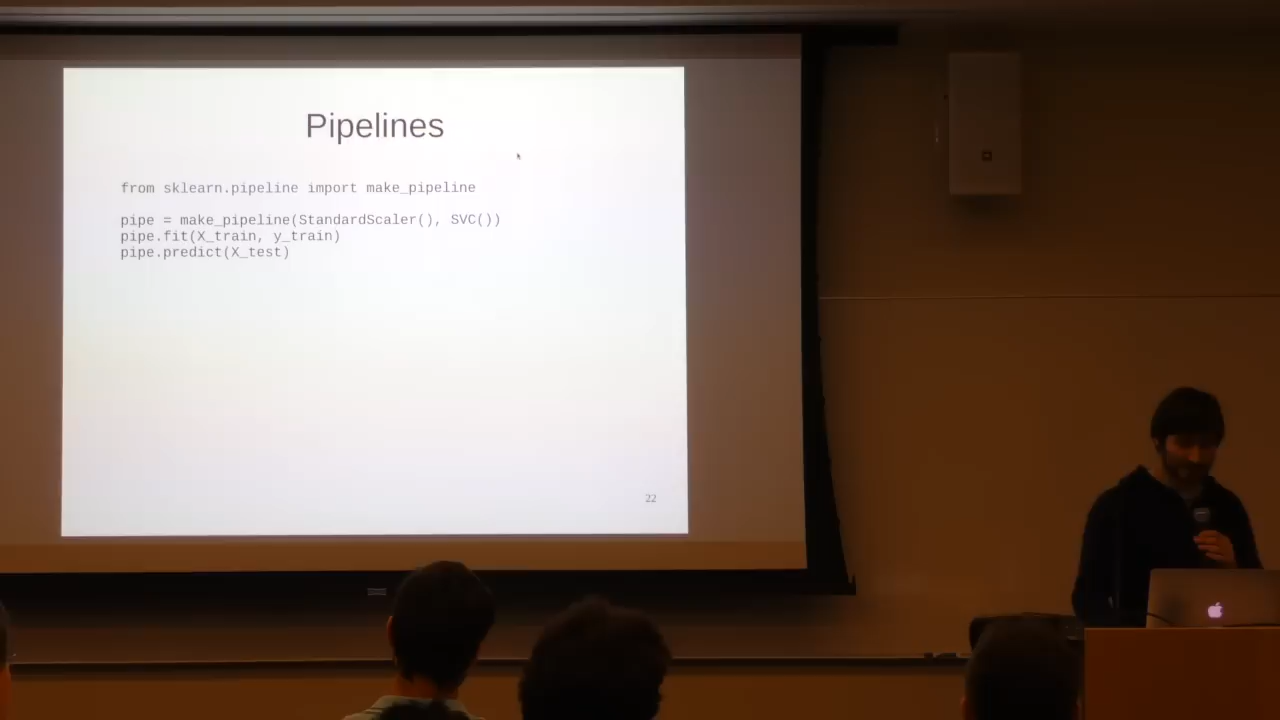 Pipelines
from sklearn.pipeline import make_pipeline
pipe = make_pipeline(StandardScaler(), SVC())
pipe.fit(X_train, y_train)
pipe.predict(X_test)
22